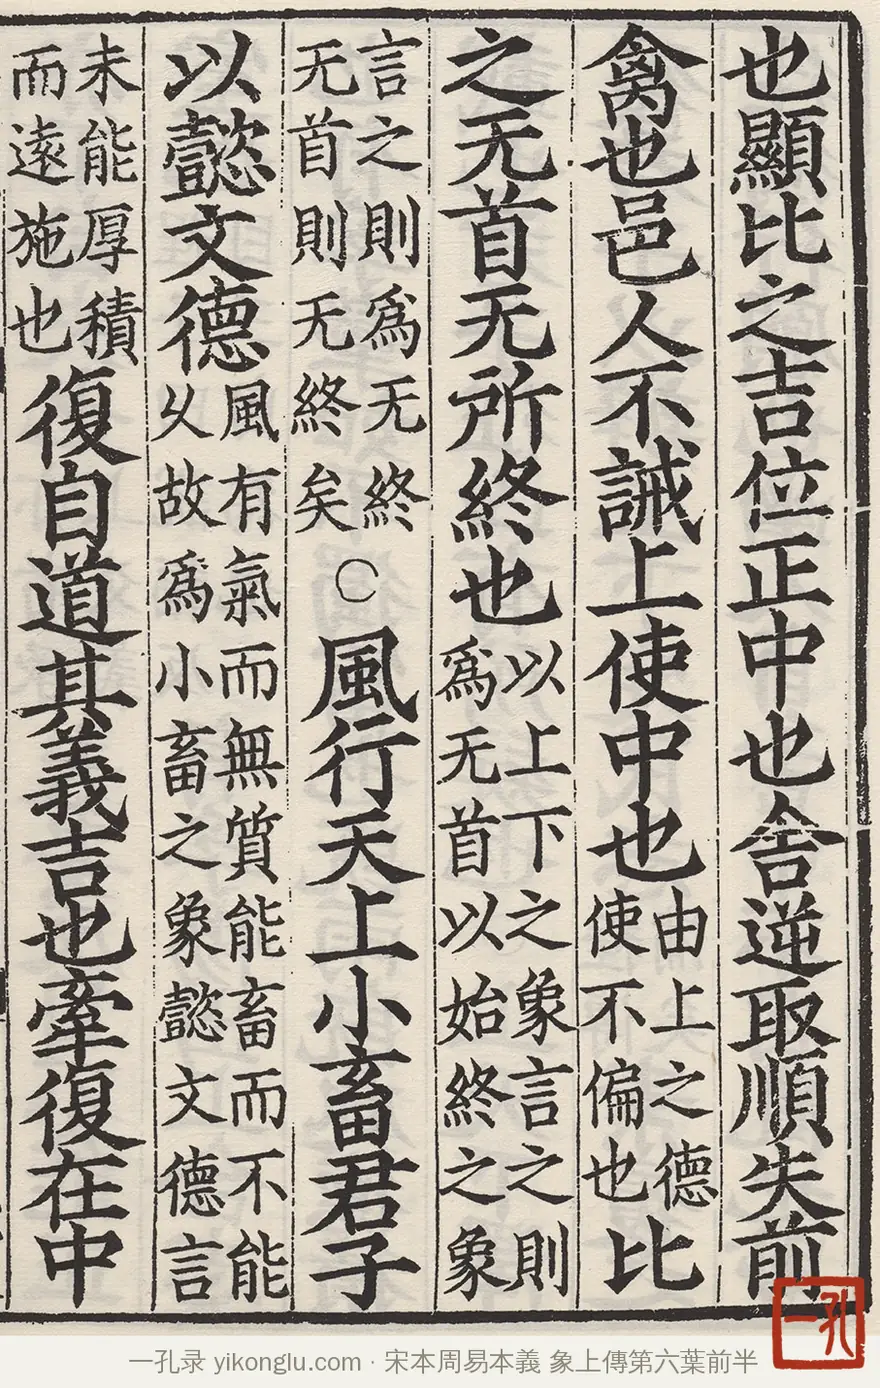 也顯比之吉位正中也舍逆取順失前
禽也邑人不誡上使中也由上之德使不偏也比
之无首无所終也以上下之象言之則爲无首以始終之象
言之則爲无終无首則无終矣○風行天上小畜君子
以懿文德風有氣而無質能畜而不能久故爲小畜之象懿文德言
未能厚積而遠施也復自道其義吉也牽復在中
一孔
一孔录 yikonglu.com · 宋本周易本義 象上傳第六葉前半